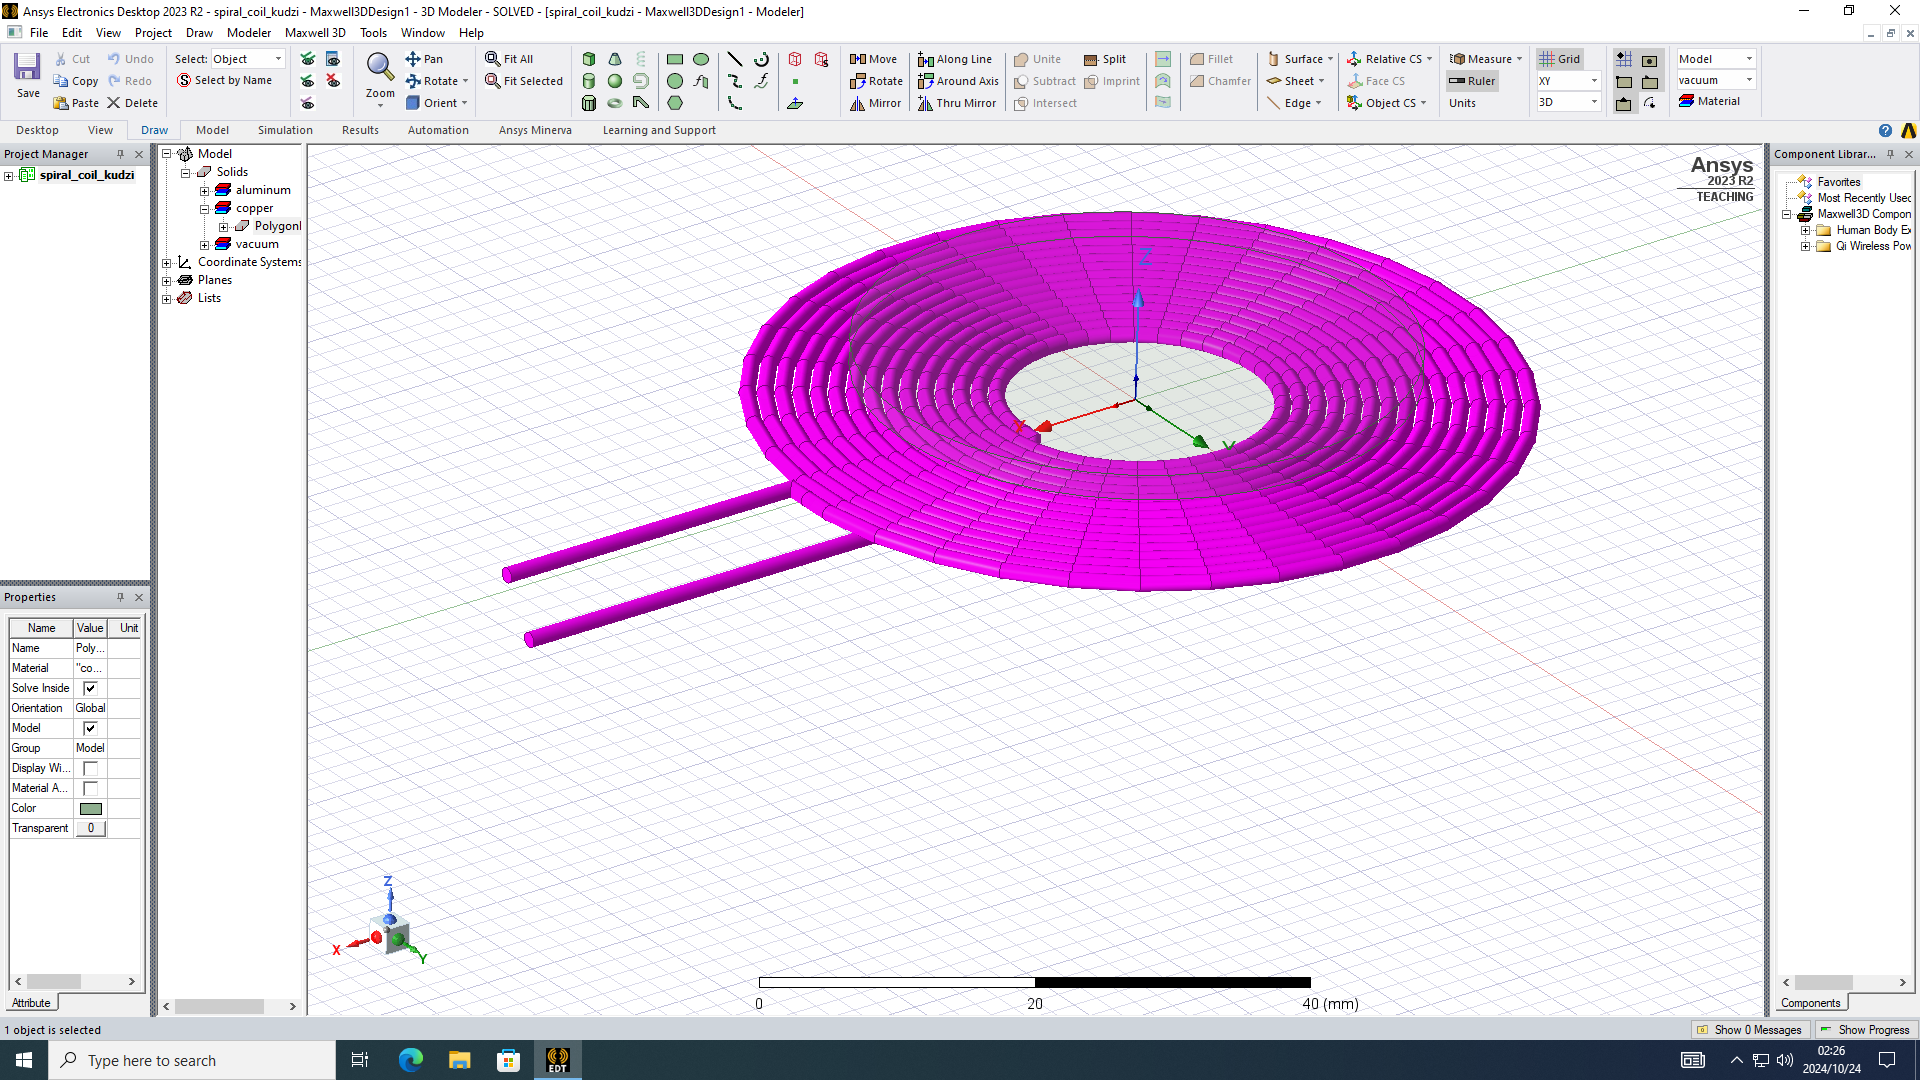 Ansys Electronics Desktop 2023 R2 - spiral_coil_kudzi - Maxwell3DDesign1 - 3D Modeler - SOLVED - [spiral_coil_kudzi - Maxwell3DDesign1 - Modeler]
File Edit View Project Draw Modeler Maxwell 3D Tools Window Help
Save
Cut
Copy
Paste
Undo
Redo
Delete
Select: Object
Select by Name
Zoom
Pan
Rotate
Orient
Fit All
Fit Selected
Move
Rotate
Mirror
Along Line
Around Axis
Thru Mirror
Unite
Subtract
Intersect
Split
Imprint
Fillet
Chamfer
Surface
Sheet
Edge
Relative CS
Face CS
Object CS
Measure
Ruler
Units
Grid
XY
3D
Model
vacuum
Material
Desktop View Draw Model Simulation Results Automation Ansys Minerva Learning and Support
Project Manager
spiral_coil_kudzi
Model
Solids
aluminum
copper
Polygonl
vacuum
Coordinate Systems
Planes
Lists
Properties
Name Value Unit
Name Poly...
Material "co...
Solve Inside
Orientation Global
Model
Group Model
Display Wi...
Material A...
Color
Transparent 0
Attribute
Z
X
Y
Z
X
Y
0 20 40 (mm)
Ansys
2023 R2
TEACHING
Component Librar...
Favorites
Most Recently Used
Maxwell3D Compon
Human Body Ex
Qi Wireless Pow
Components
1 object is selected
Show 0 Messages
Show Progress
Type here to search
EDT
02:26
2024/10/24